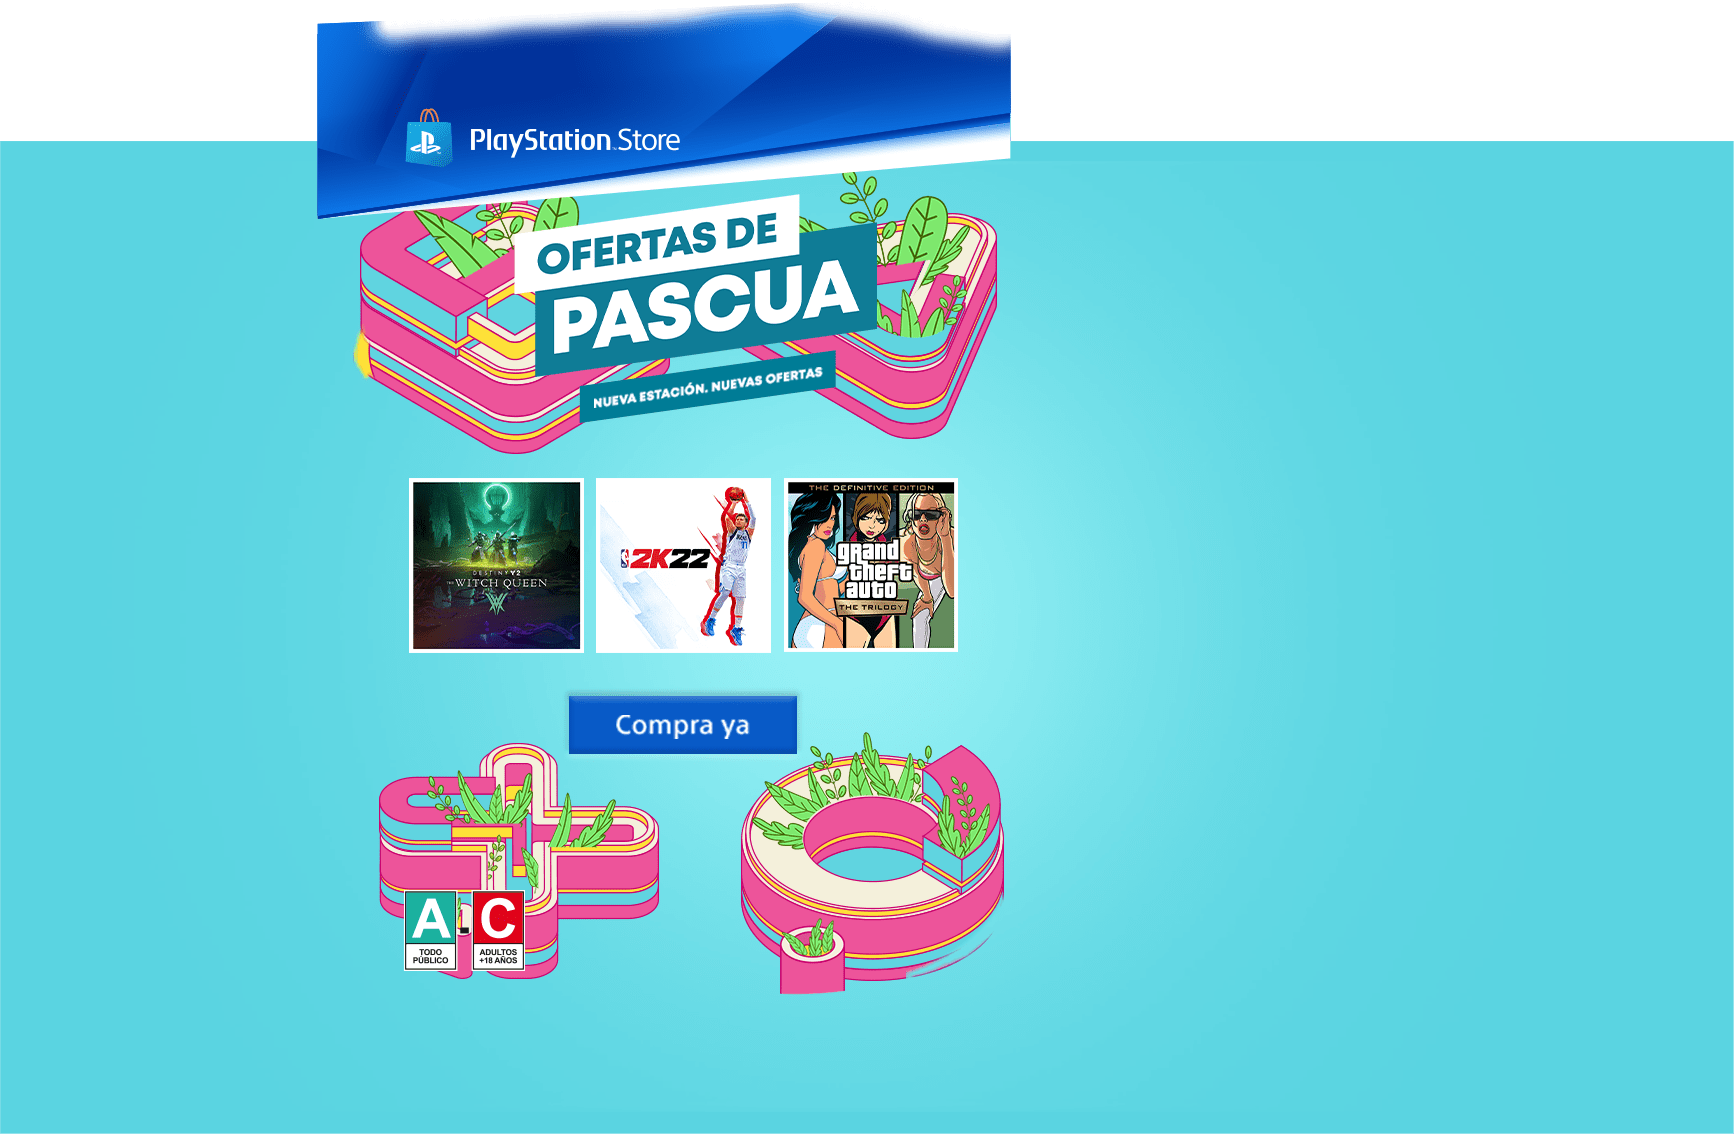 PlayStation Store
OFERTAS DE
PASCUA
NUEVA ESTACIÓN. NUEVAS OFERTAS
DESTINY 2
THE WITCH QUEEN
2K22
THE DEFINITIVE EDITION
grand
theft
auto
THE TRILOGY
Compra ya
A
TODO
PÚBLICO
C
ADULTOS
+18 AÑOS